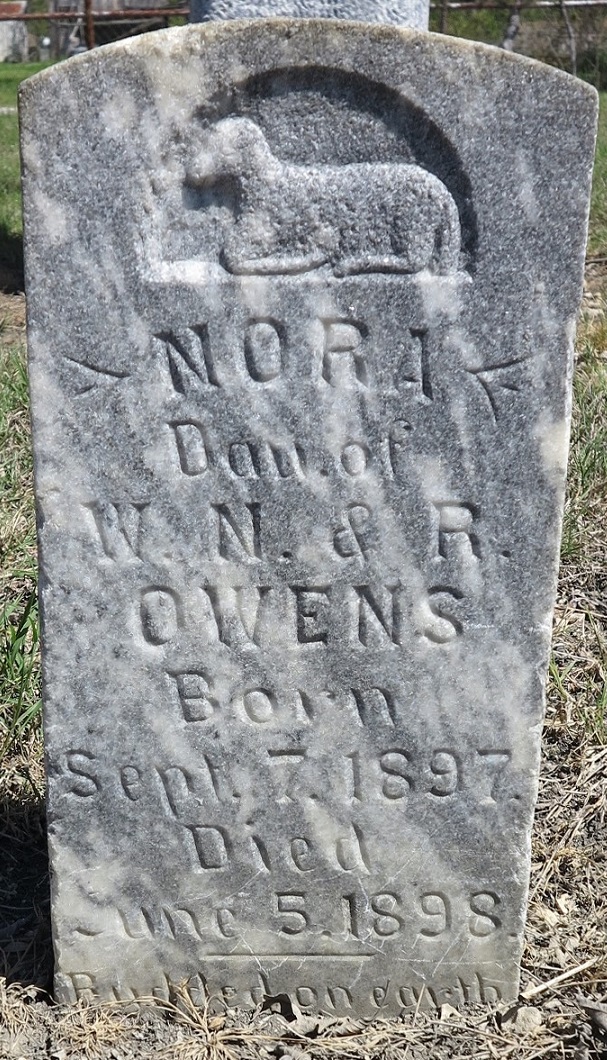 NORA
Dau. of
W. N. & R.
OWENS
Born
Sept. 7. 1897.
Died
June 5. 1898.
Budded on earth